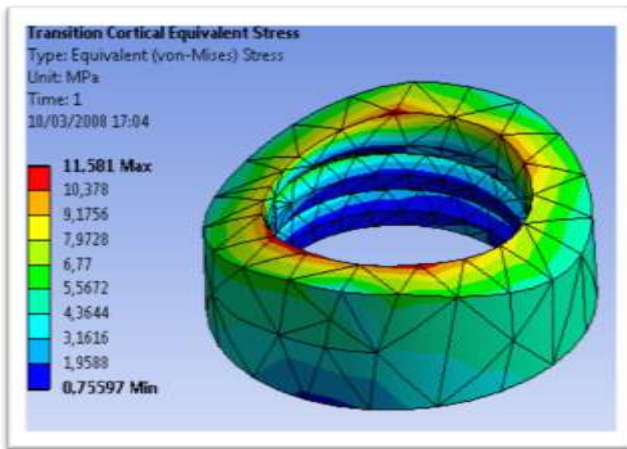 Transition Cortical Equivalent Stress
Type: Equivalent (von-Mises) Stress
Unit: MPa
Time: 1
18/03/2008 17:04
11,581 Max
10,378
9,1756
7,9728
6,77
5,5672
4,3644
3,1616
1,9588
0,75597 Min